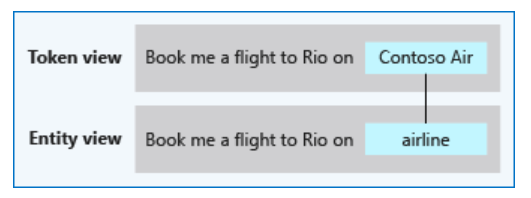 Token view Book me a flight to Rio on Contoso Air
Entity view Book me a flight to Rio on airline